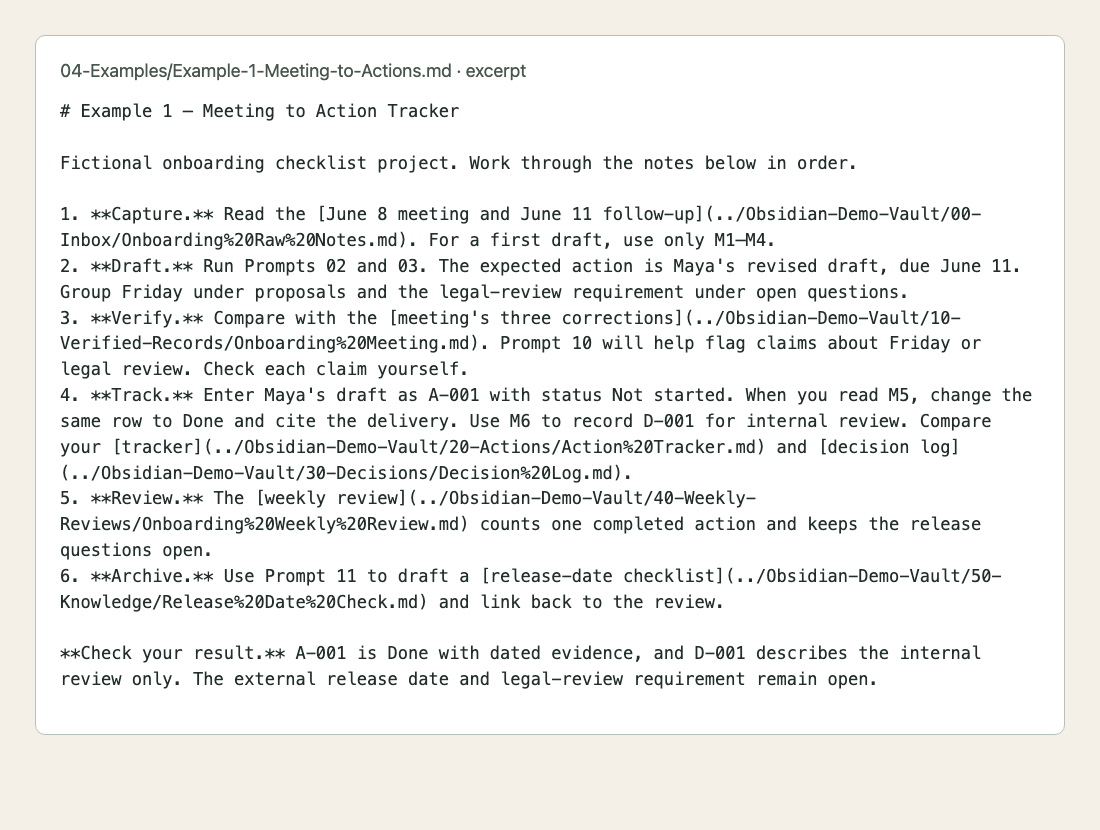 04-Examples/Example-1-Meeting-to-Actions.md · excerpt
# Example 1 — Meeting to Action Tracker
Fictional onboarding checklist project. Work through the notes below in order.
1. **Capture.** Read the [June 8 meeting and June 11 follow-up](../Obsidian-Demo-Vault/00-
Inbox/Onboarding%20Raw%20Notes.md). For a first draft, use only M1–M4.
2. **Draft.** Run Prompts 02 and 03. The expected action is Maya's revised draft, due June 11.
Group Friday under proposals and the legal-review requirement under open questions.
3. **Verify.** Compare with the [meeting's three corrections](../Obsidian-Demo-Vault/10-
Verified-Records/Onboarding%20Meeting.md). Prompt 10 will help flag claims about Friday or
legal review. Check each claim yourself.
4. **Track.** Enter Maya's draft as A-001 with status Not started. When you read M5, change the
same row to Done and cite the delivery. Use M6 to record D-001 for internal review. Compare
your [tracker](../Obsidian-Demo-Vault/20-Actions/Action%20Tracker.md) and [decision log]
(../Obsidian-Demo-Vault/30-Decisions/Decision%20Log.md).
5. **Review.** The [weekly review](../Obsidian-Demo-Vault/40-Weekly-
Reviews/Onboarding%20Weekly%20Review.md) counts one completed action and keeps the release
questions open.
6. **Archive.** Use Prompt 11 to draft a [release-date checklist](../Obsidian-Demo-Vault/50-
Knowledge/Release%20Date%20Check.md) and link back to the review.
**Check your result.** A-001 is Done with dated evidence, and D-001 describes the internal
review only. The external release date and legal-review requirement remain open.